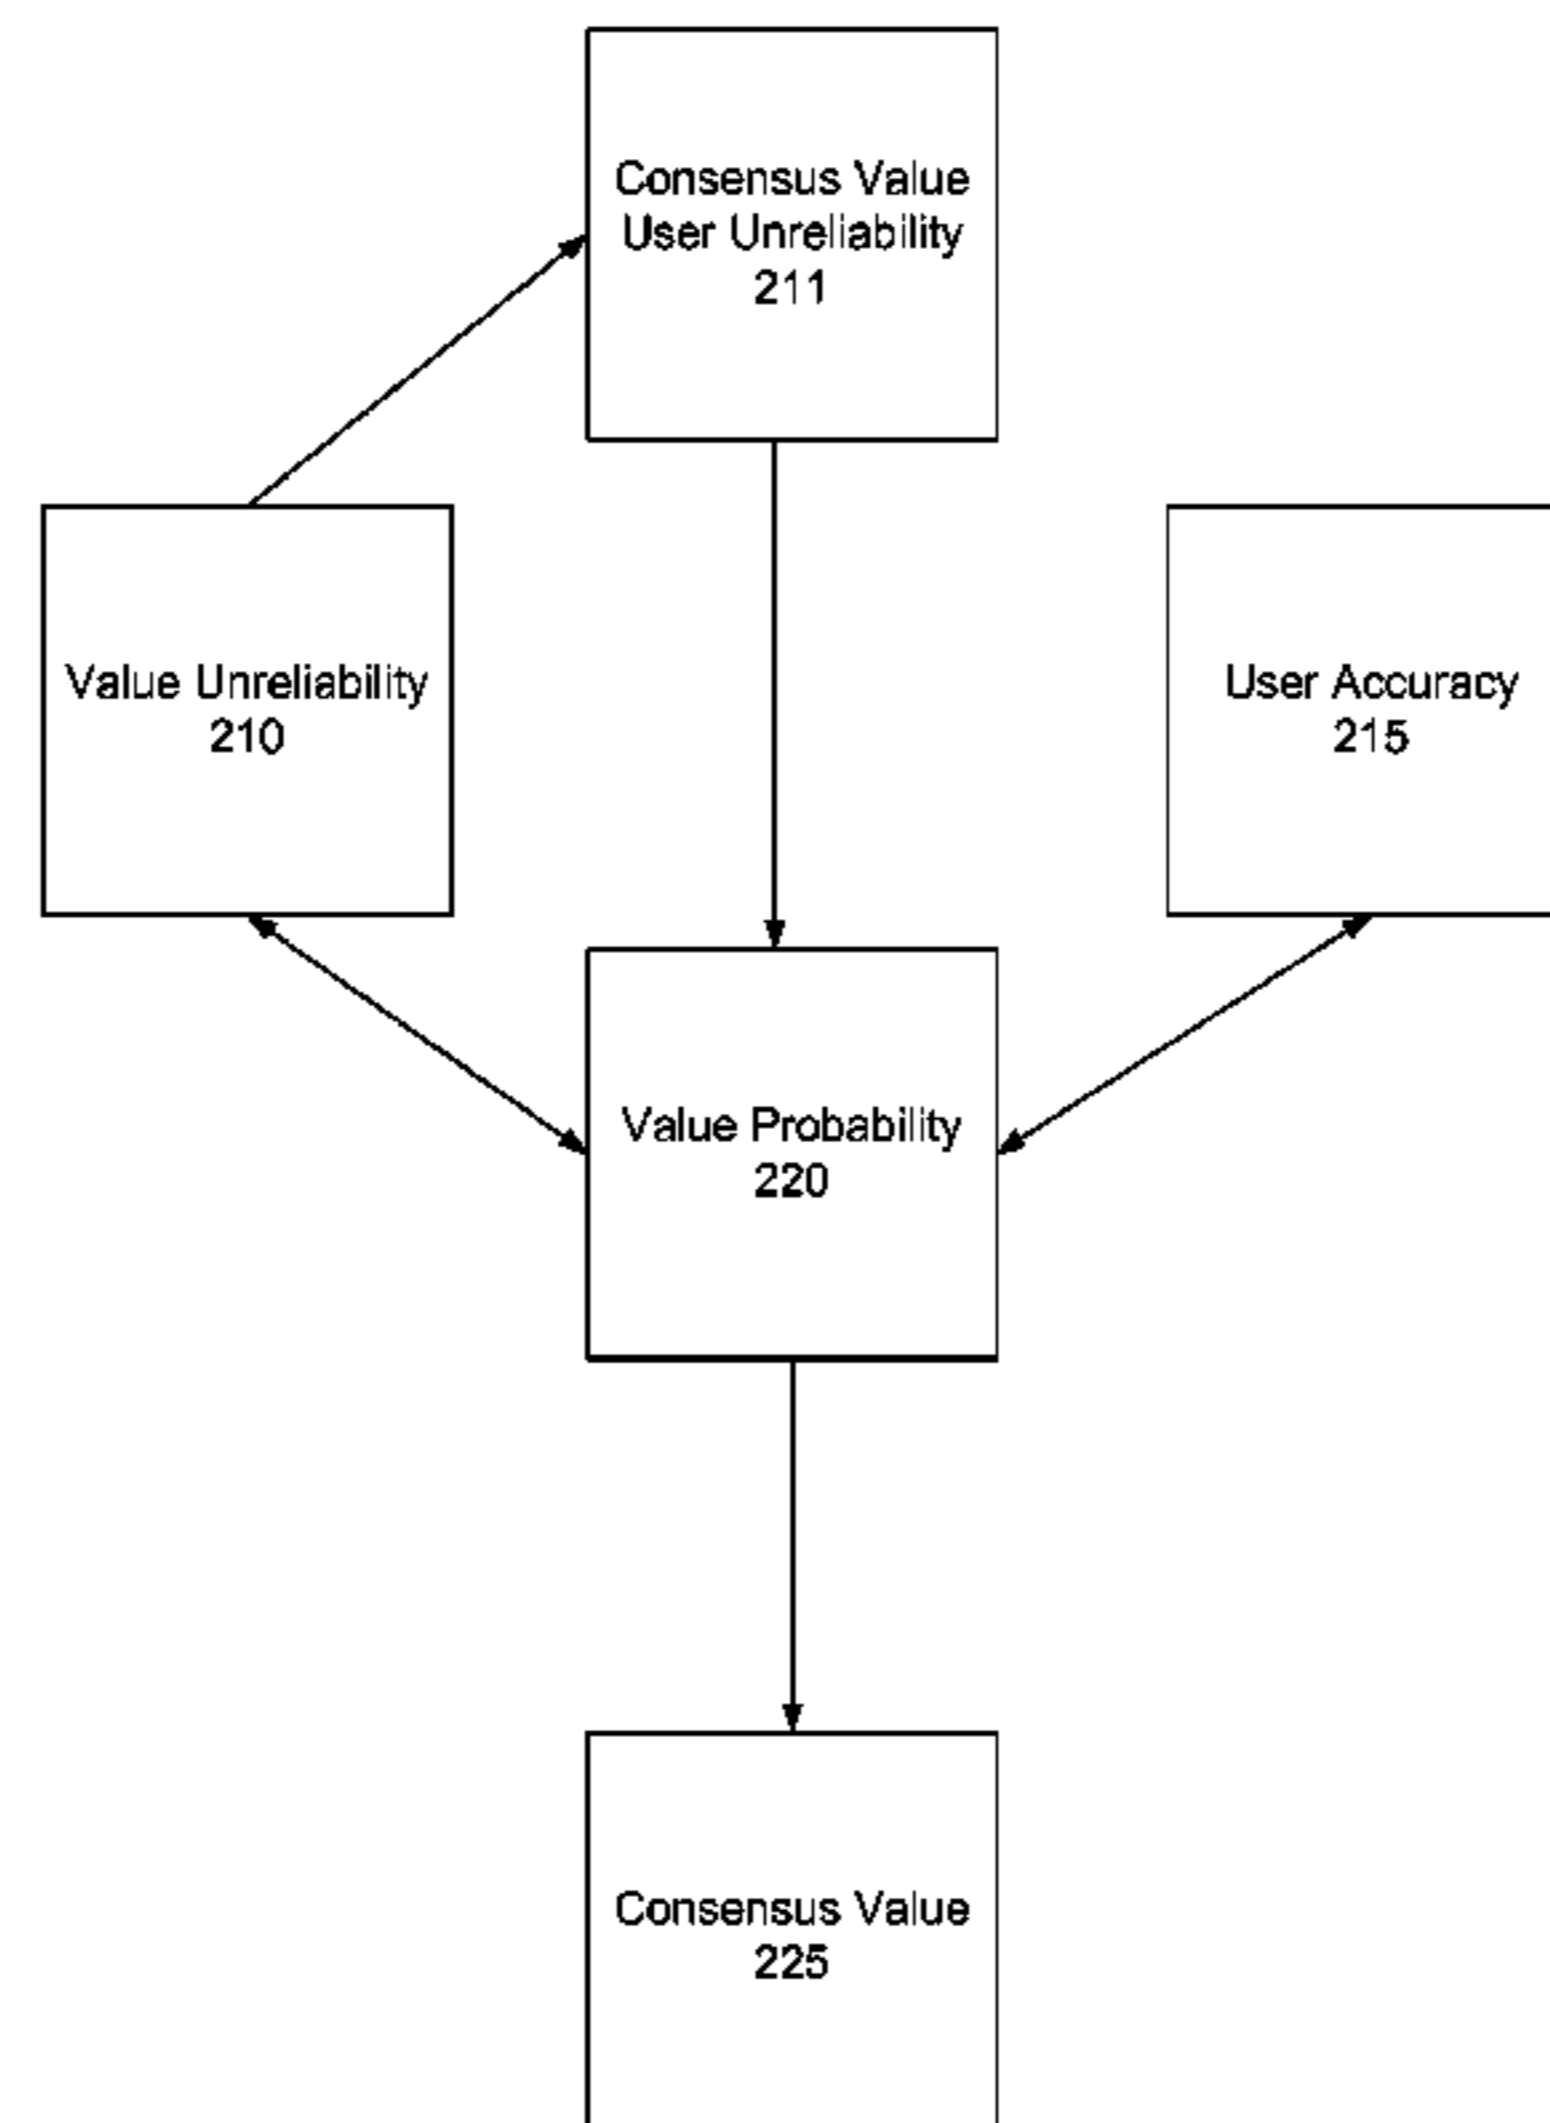 Consensus Value
User Unreliability
211
Value Unreliability
210
User Accuracy
215
Value Probability
220
Consensus Value
225